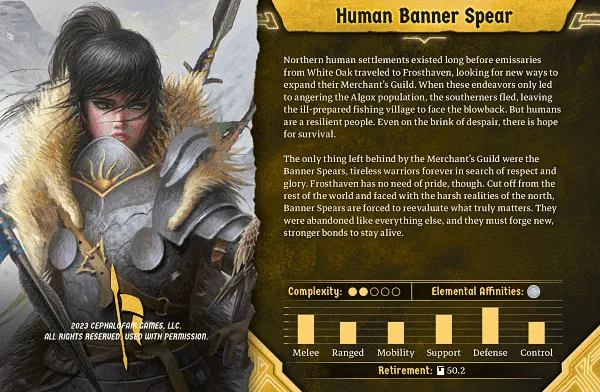 Human Banner Spear
Northern human settlements existed long before emissaries
from White Oak traveled to Frosthaven, looking for new ways to
expand their Merchant's Guild. When these endeavors only led
to angering the Algox population, the southerners fled, leaving
the ill-prepared fishing village to face the blowback. But humans
are a resilient people. Even on the brink of despair, there is hope
for survival.
The only thing left behind by the Merchant's Guild were the
Banner Spears, tireless warriors forever in search of respect and
glory. Frosthaven has no need of pride, though. Cut off from the
rest of the world and faced with the harsh realities of the north,
Banner Spears are forced to reevaluate what truly matters. They
were abandoned like everything else, and they must forge new,
stronger bonds to stay alive.
Complexity: Elemental Affinities:
Melee Ranged Mobility Support Defense Control
Retirement: 50.2
2023 CEPHALOFAIR GAMES, LLC.
ALL RIGHTS RESERVED, USED WITH PERMISSION.